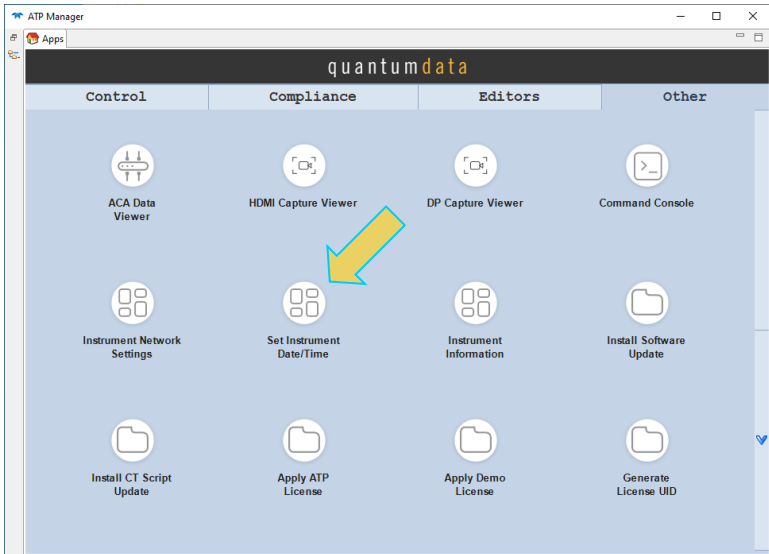 ATP Manager
Apps
quantumdata
Control Compliance Editors Other
ACA Data
Viewer
HDMI Capture Viewer
DP Capture Viewer
Command Console
Instrument Network
Settings
Set Instrument
Date/Time
Instrument
Information
Install Software
Update
Install CT Script
Update
Apply ATP
License
Apply Demo
License
Generate
License UID